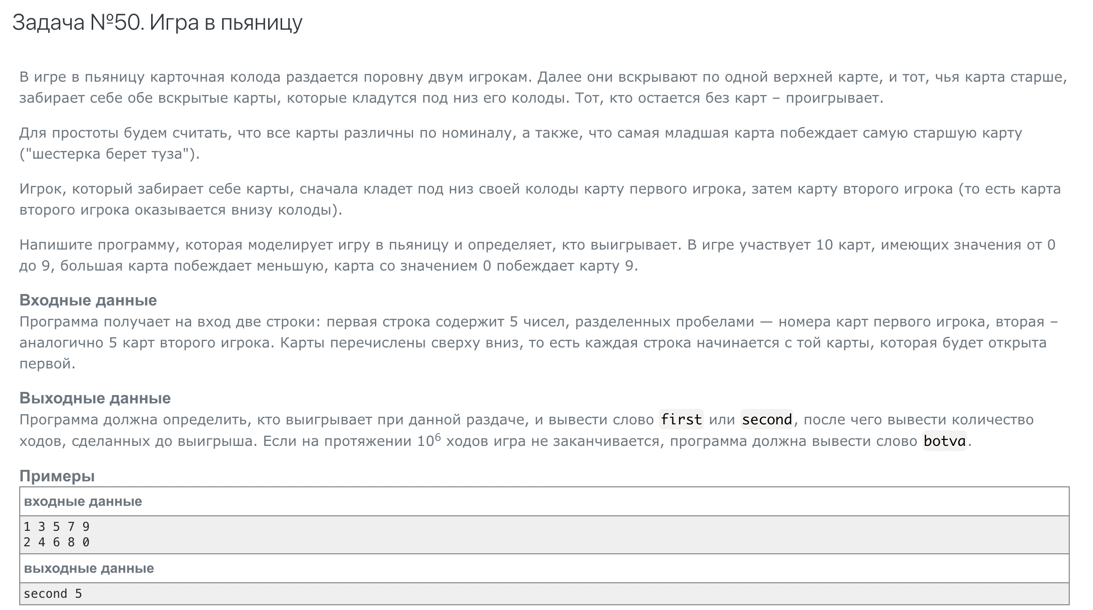 Задача №50. Игра в пьяницу
В игре в пьяницу карточная колода раздается поровну двум игрокам. Далее они вскрывают по одной верхней карте, и тот, чья карта старше,
забирает себе обе вскрытые карты, которые кладутся под низ его колоды. Тот, кто остается без карт – проигрывает.
Для простоты будем считать, что все карты различны по номиналу, а также, что самая младшая карта побеждает самую старшую карту
("шестерка берет туза").
Игрок, который забирает себе карты, сначала кладет под низ своей колоды карту первого игрока, затем карту второго игрока (то есть карта
второго игрока оказывается внизу колоды).
Напишите программу, которая моделирует игру в пьяницу и определяет, кто выигрывает. В игре участвует 10 карт, имеющих значения от 0
до 9, большая карта побеждает меньшую, карта со значением 0 побеждает карту 9.
Входные данные
Программа получает на вход две строки: первая строка содержит 5 чисел, разделенных пробелами — номера карт первого игрока, вторая –
аналогично 5 карт второго игрока. Карты перечислены сверху вниз, то есть каждая строка начинается с той карты, которая будет открыта
первой.
Выходные данные
Программа должна определить, кто выигрывает при данной раздаче, и вывести слово first или second, после чего вывести количество
ходов, сделанных до выигрыша. Если на протяжении 10⁶ ходов игра не заканчивается, программа должна вывести слово botva.
Примеры
входные данные
1 3 5 7 9
2 4 6 8 0
выходные данные
second 5